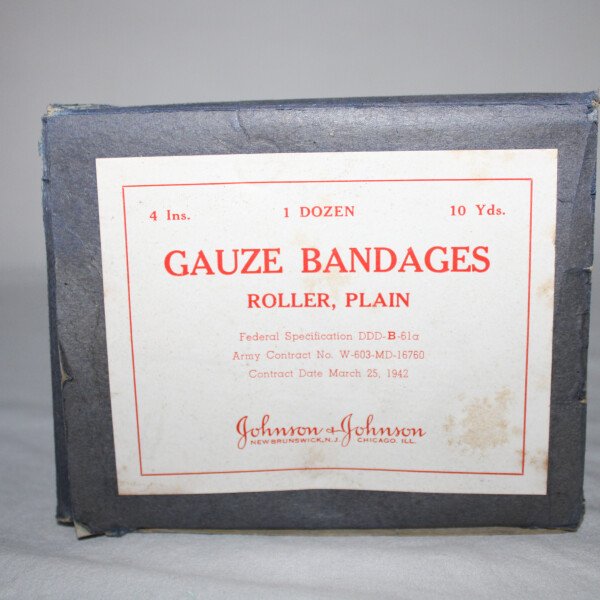 4 Ins. 1 DOZEN 10 Yds.
GAUZE BANDAGES
ROLLER, PLAIN
Federal Specification DDD-B-61a
Army Contract No. W-603-MD-16760
Contract Date March 25, 1942
Johnson & Johnson
NEW BRUNSWICK, N.J. CHICAGO, ILL.